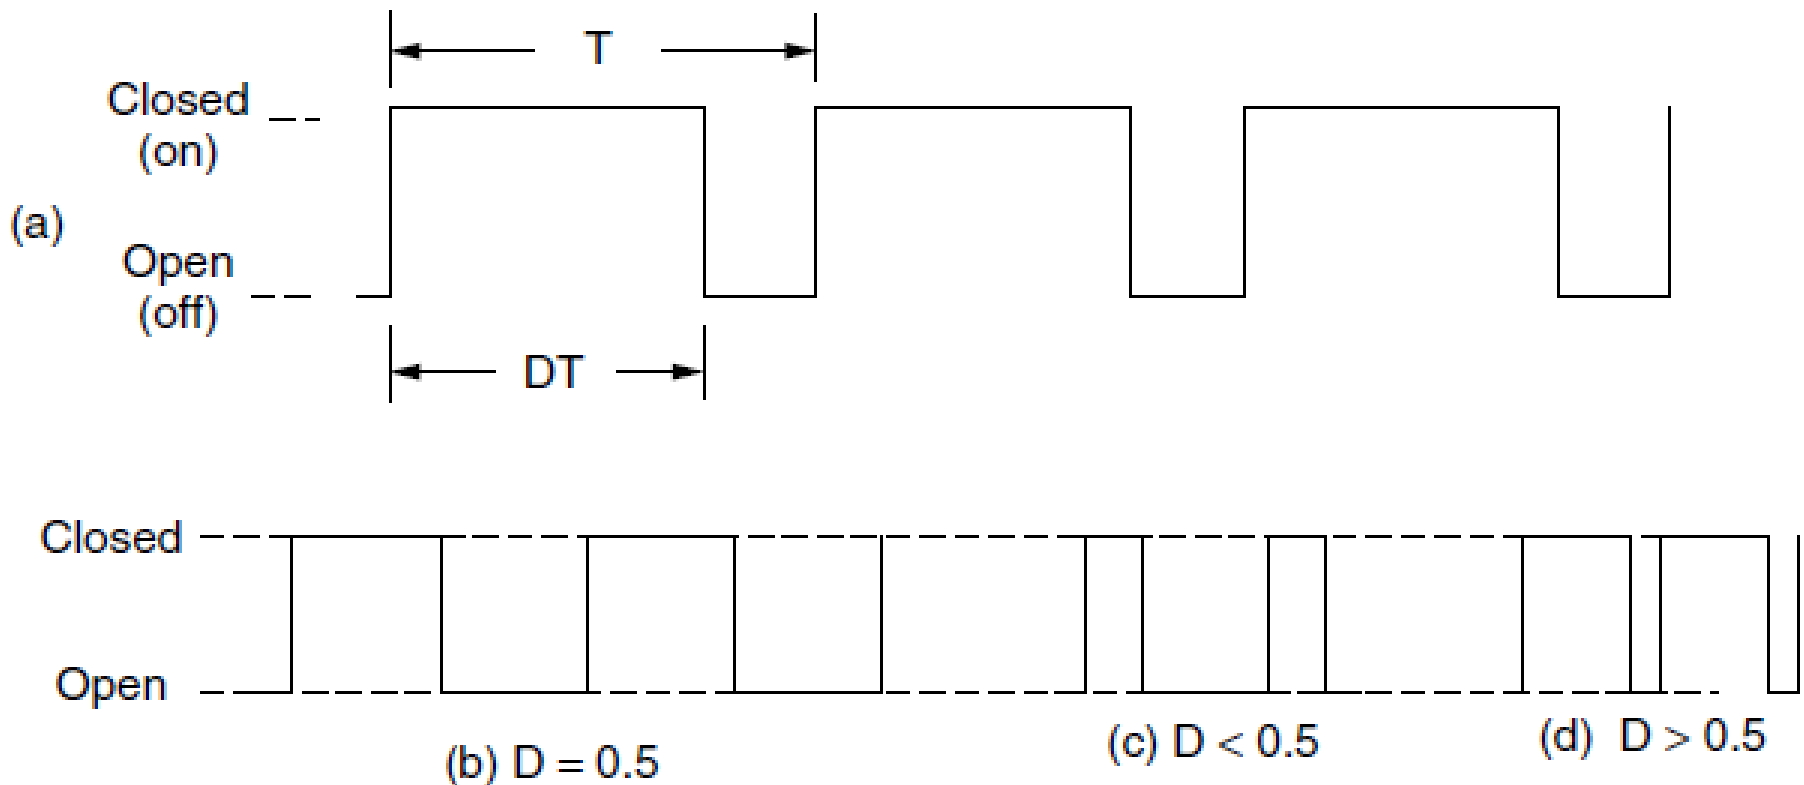 T
Closed
(on)
(a)
Open
(off)
DT
Closed
Open
(b) D = 0.5
(c) D < 0.5
(d) D > 0.5